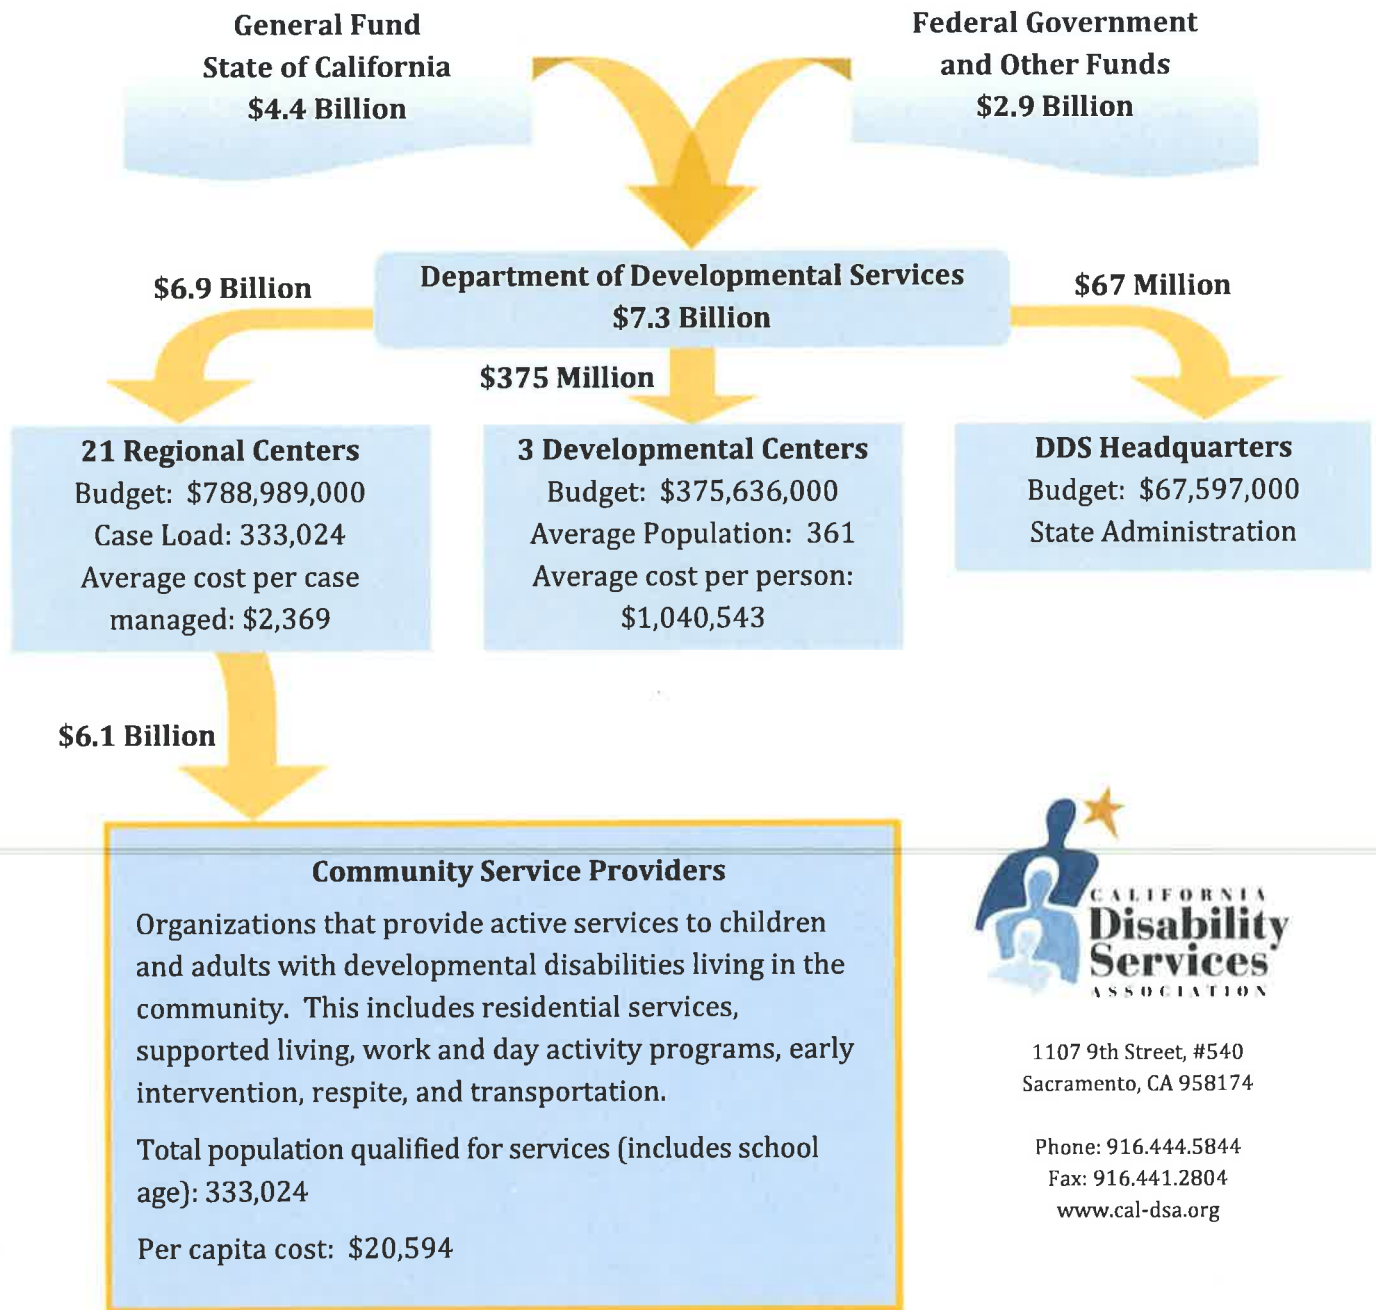 General Fund
State of California
$4.4 Billion
Federal Government
and Other Funds
$2.9 Billion
$6.9 Billion
Department of Developmental Services
$7.3 Billion
$67 Million
$375 Million
21 Regional Centers
Budget: $788,989,000
Case Load: 333,024
Average cost per case
managed: $2,369
3 Developmental Centers
Budget: $375,636,000
Average Population: 361
Average cost per person:
$1,040,543
DDS Headquarters
Budget: $67,597,000
State Administration
$6.1 Billion
Community Service Providers
Organizations that provide active services to children
and adults with developmental disabilities living in the
community. This includes residential services,
supported living, work and day activity programs, early
intervention, respite, and transportation.
Total population qualified for services (includes school
age): 333,024
Per capita cost: $20,594
CALIFORNIA
Disability
Services
ASSOCIATION
1107 9th Street, #540
Sacramento, CA 958174
Phone: 916.444.5844
Fax: 916.441.2804
www.cal-dsa.org